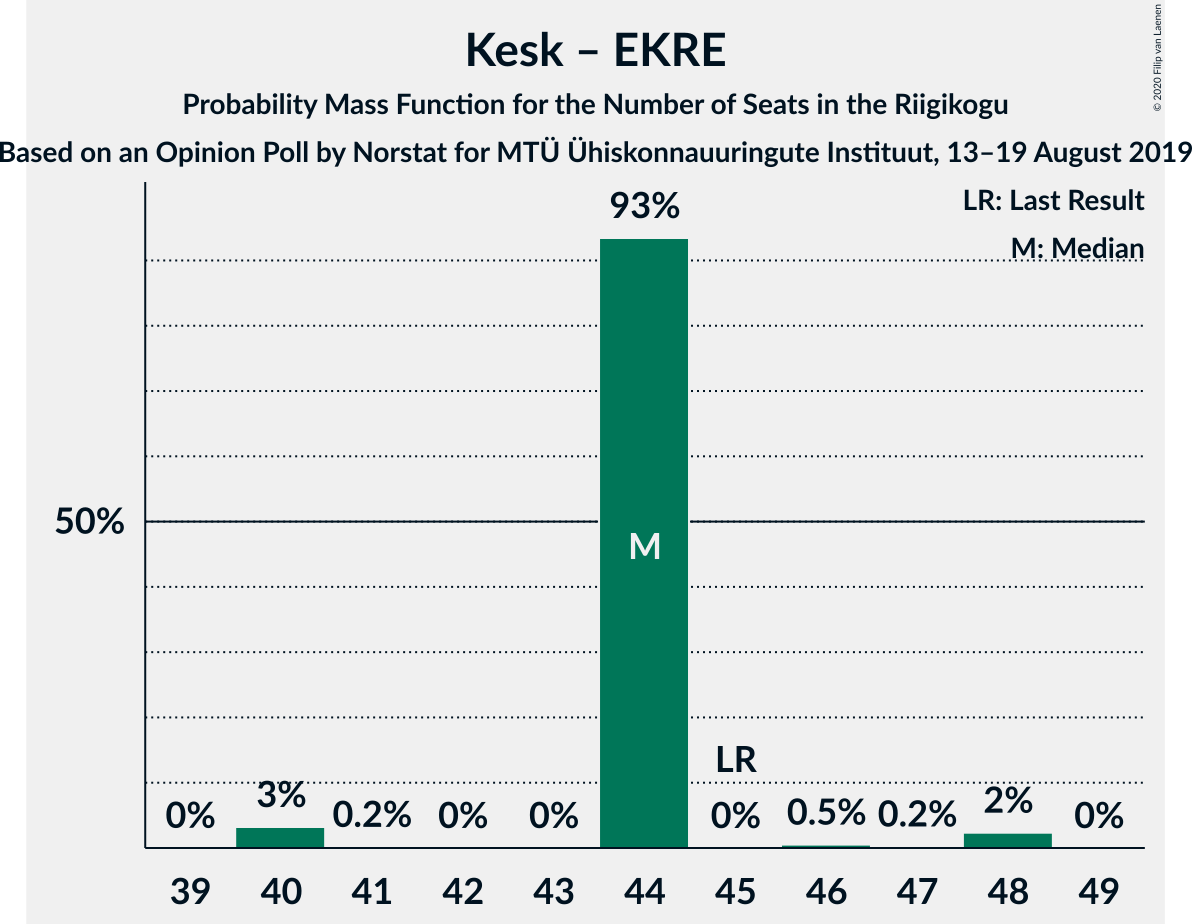 Kesk – EKRE
Probability Mass Function for the Number of Seats in the Riigikogu
Based on an Opinion Poll by Norstat for MTÜ Ühiskonnauuringute Instituut, 13–19 August 2019
© 2020 Filip van Laenen
LR: Last Result
M: Median
93%
50%
M
LR
0% 3% 0.2% 0% 0% 0% 0.5% 0.2% 2% 0%
39 40 41 42 43 44 45 46 47 48 49